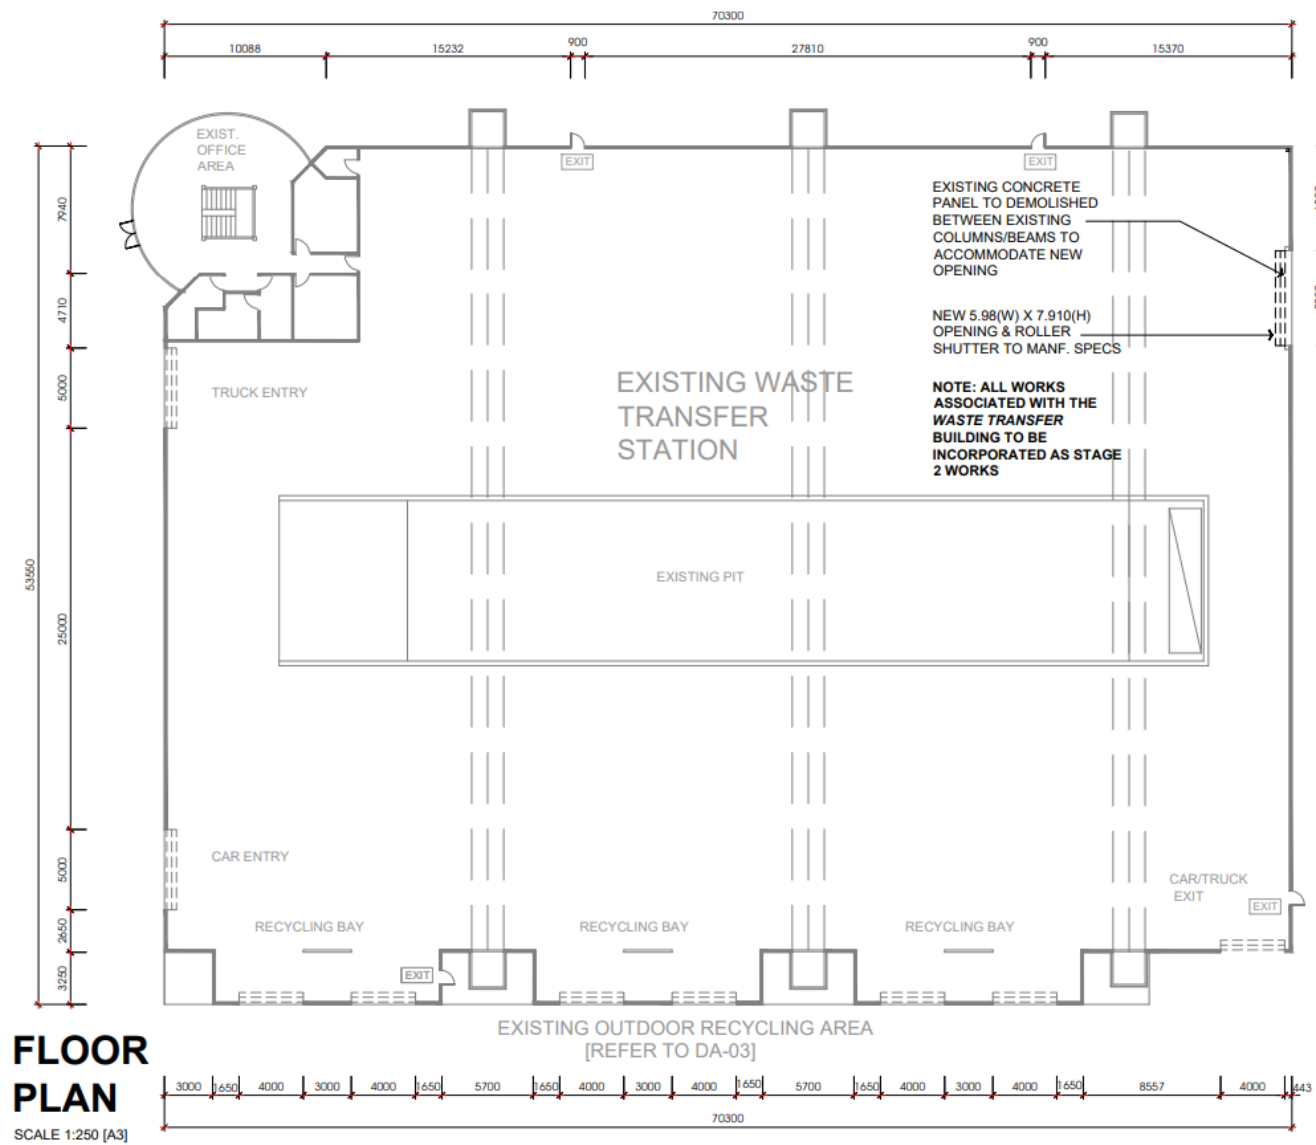 70300
10088
15232
900
27810
900
15370
EXIST.
OFFICE
AREA
EXIT
EXIT
EXISTING CONCRETE
PANEL TO DEMOLISHED
BETWEEN EXISTING
COLUMNS/BEAMS TO
ACCOMMODATE NEW
OPENING
NEW 5.98(W) X 7.910(H)
OPENING & ROLLER
SHUTTER TO MANF. SPECS
NOTE: ALL WORKS
ASSOCIATED WITH THE
WASTE TRANSFER
BUILDING TO BE
INCORPORATED AS STAGE
2 WORKS
7940
4710
5000
53550
25000
5000
2650
3250
TRUCK ENTRY
EXISTING WASTE
TRANSFER
STATION
EXISTING PIT
CAR ENTRY
CAR/TRUCK
EXIT
EXIT
RECYCLING BAY
RECYCLING BAY
RECYCLING BAY
EXIT
EXISTING OUTDOOR RECYCLING AREA
[REFER TO DA-03]
FLOOR
PLAN
SCALE 1:250 [A3]
3000
1650
4000
3000
4000
1650
5700
1650
4000
3000
4000
1650
5700
1650
4000
3000
4000
1650
8557
4000
443
70300